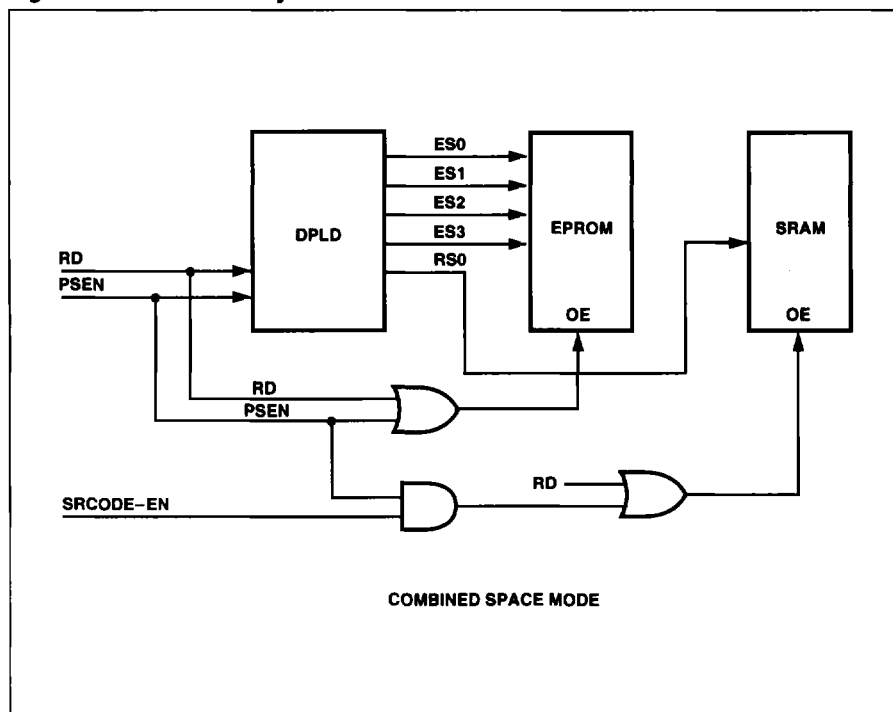 ES0
ES1
ES2
ES3
RS0
DPLD
EPROM
SRAM
RD
PSEN
OE
OE
RD
PSEN
RD
SRCODE–EN
COMBINED SPACE MODE